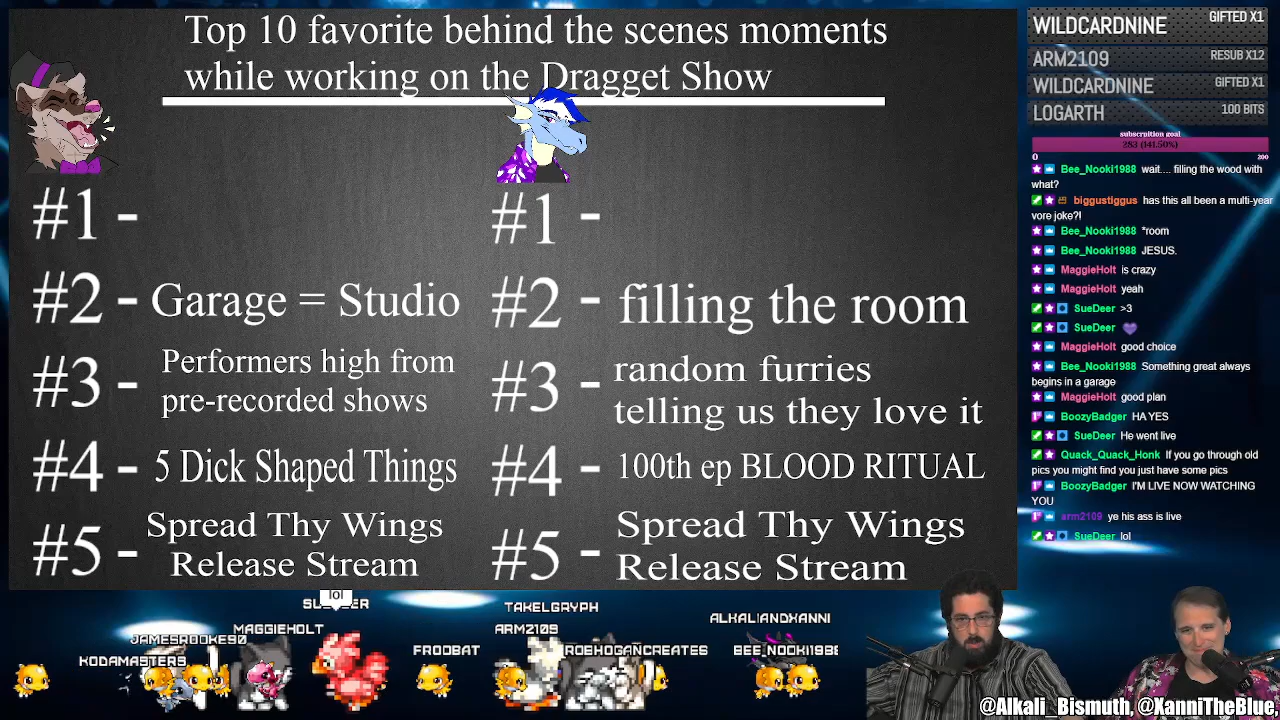 Top 10 favorite behind the scenes moments
while working on the Dragget Show
#1 -
#2 - Garage = Studio
#3 - Performers high from
pre-recorded shows
#4 - 5 Dick Shaped Things
#5 - Spread Thy Wings
Release Stream
#1 -
#2 - filling the room
#3 - random furries
telling us they love it
#4 - 100th ep BLOOD RITUAL
#5 - Spread Thy Wings
Release Stream
WILDCARDNINE GIFTED X1
ARM2109 RESUB X12
WILDCARDNINE GIFTED X1
LOGARTH 100 BITS
subscription goal
283 (141.50%)
0 200
Bee_Nooki1988 wait.... filling the wood with
what?
biggustiggus has this all been a multi-year
vore joke?!
Bee_Nooki1988 *room
Bee_Nooki1988 JESUS.
MaggieHolt is crazy
MaggieHolt yeah
SueDeer >3
SueDeer
MaggieHolt good choice
Bee_Nooki1988 Something great always
begins in a garage
MaggieHolt good plan
BoozyBadger HA YES
SueDeer He went live
Quack_Quack_Honk If you go through old
pics you might find you just have some pics
BoozyBadger I'M LIVE NOW WATCHING
YOU
arm2109 ye his ass is live
SueDeer lol
lol
TAKELGRYPH
ALKALIANDXANNI
MAGGIEHOLT
ARM2109
JAMESROOKE90
FROOBAT
ROBHOGANCREATES
BEE_NOOKI1988
KODAMASTERS
@Alkali_Bismuth, @XanniTheBlue,